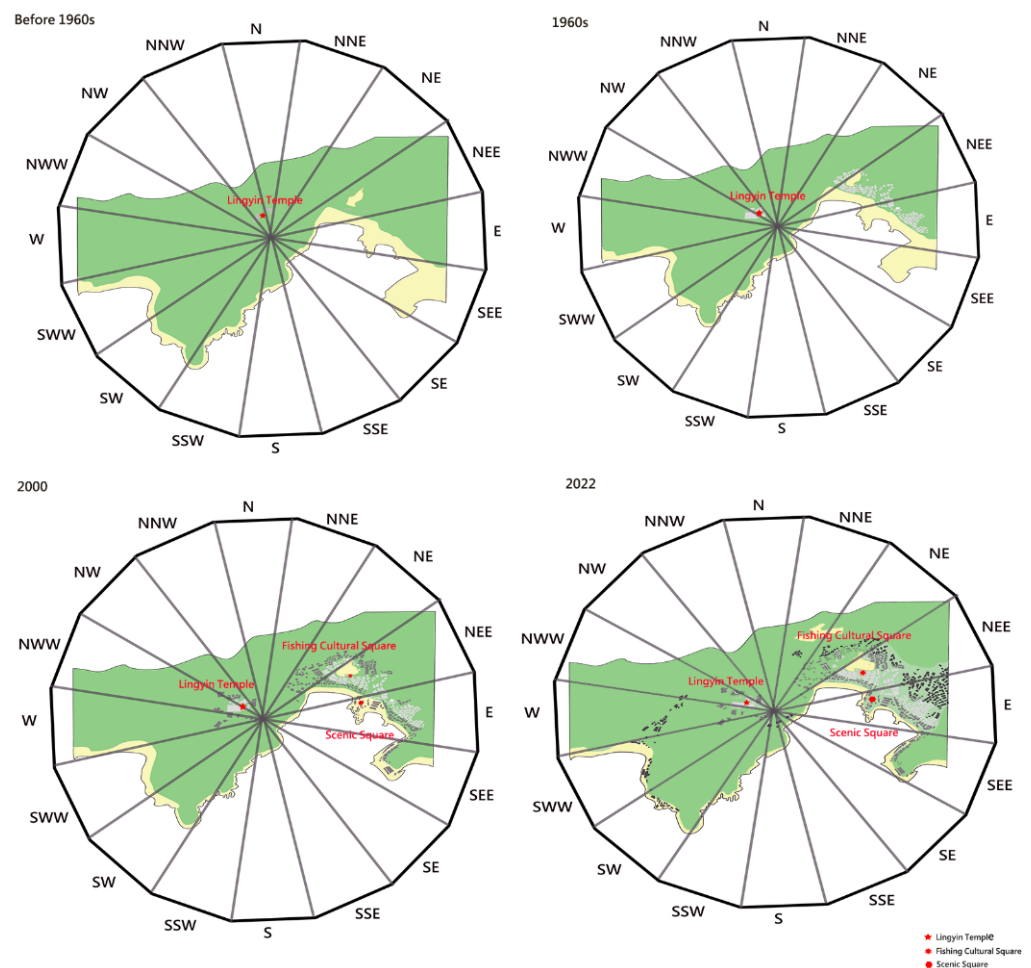 Before 1960s
N
NNE
NE
NEE
E
SEE
SE
SSE
S
SSW
SW
SWW
W
NWW
NW
NNW
Lingyin Temple
1960s
N
NNE
NE
NEE
E
SEE
SE
SSE
S
SSW
SW
SWW
W
NWW
NW
NNW
Lingyin Temple
2000
N
NNE
NE
NEE
E
SEE
SE
SSE
S
SSW
SW
SWW
W
NWW
NW
NNW
Fishing Cultural Square
Lingyin Temple
Scenic Square
2022
N
NNE
NE
NEE
E
SEE
SE
SSE
S
SSW
SW
SWW
W
NWW
NW
NNW
Fishing Cultural Square
Lingyin Temple
Scenic Square
Lingyin Temple
Fishing Cultural Square
Scenic Square